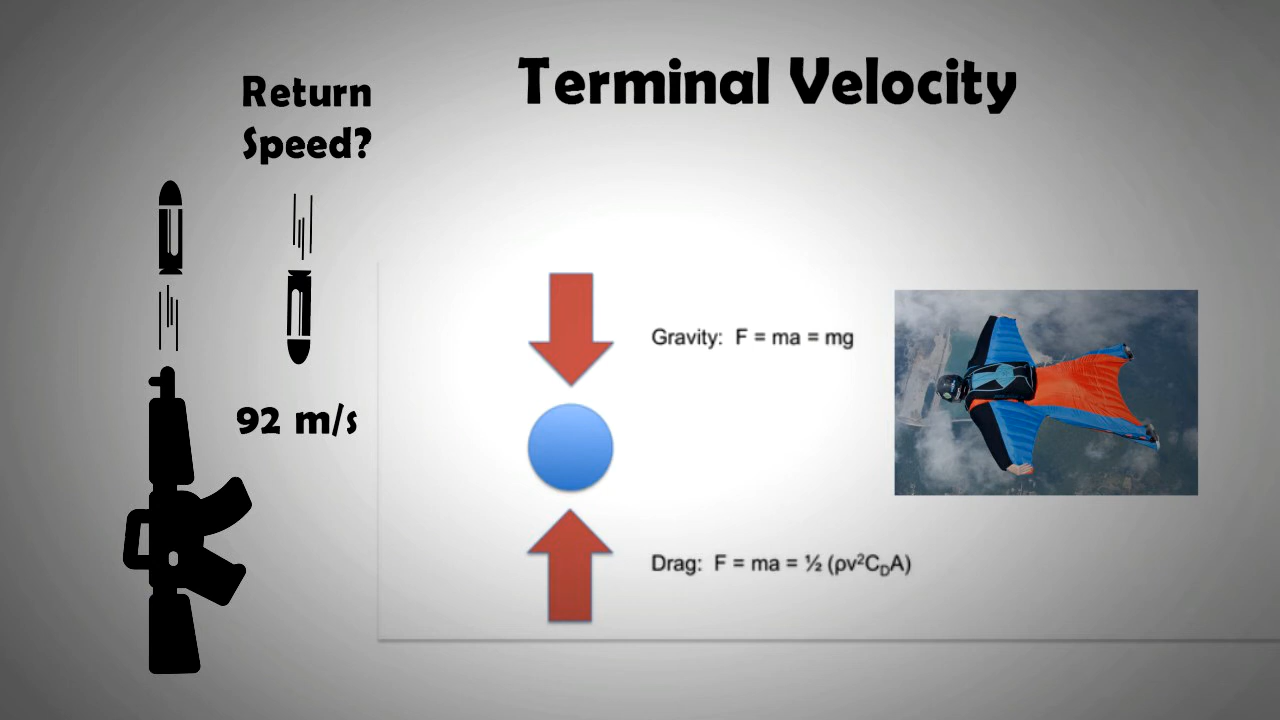 Return
Speed?
92 m/s
Terminal Velocity
Gravity: F = ma = mg
Drag: F = ma = ½ (ρv²C_DA)